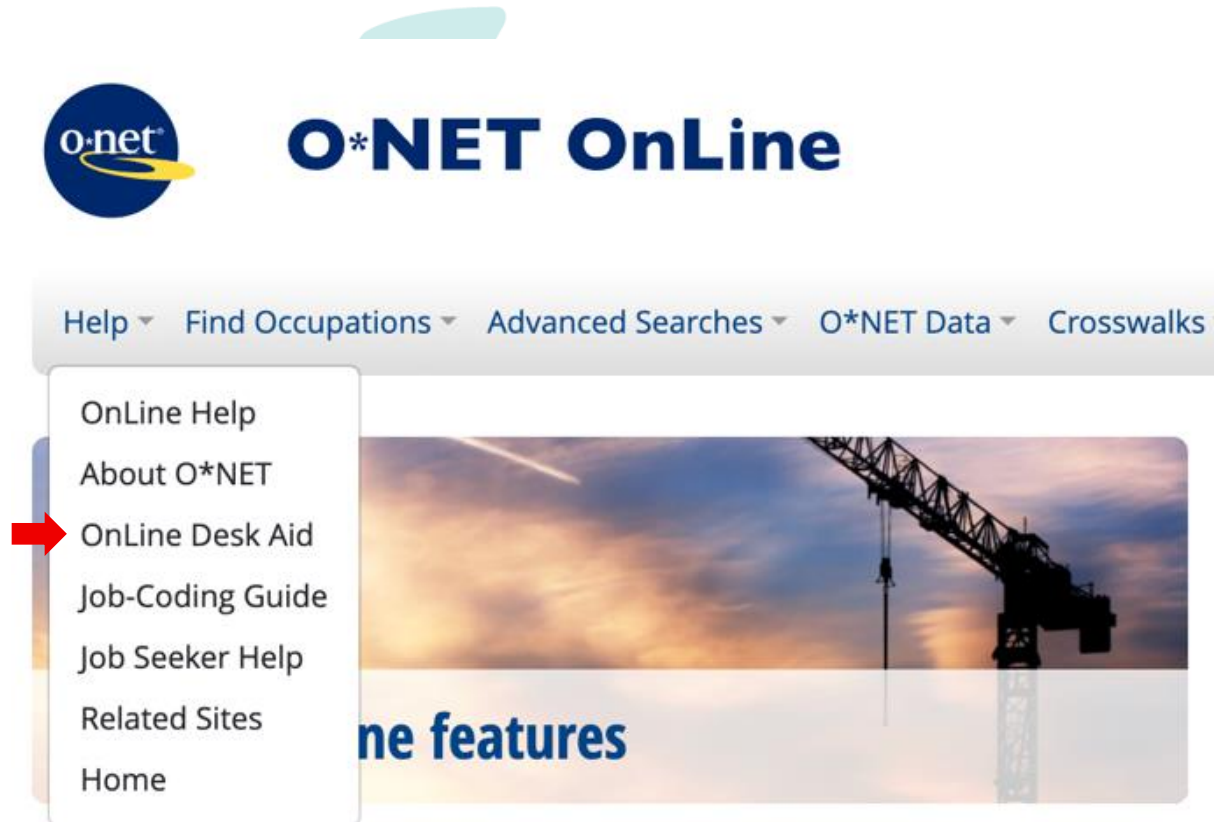 o*net®
O*NET OnLine
Help Find Occupations Advanced Searches O*NET Data Crosswalks
OnLine Help
About O*NET
OnLine Desk Aid
Job-Coding Guide
Job Seeker Help
Related Sites
Home
ne features